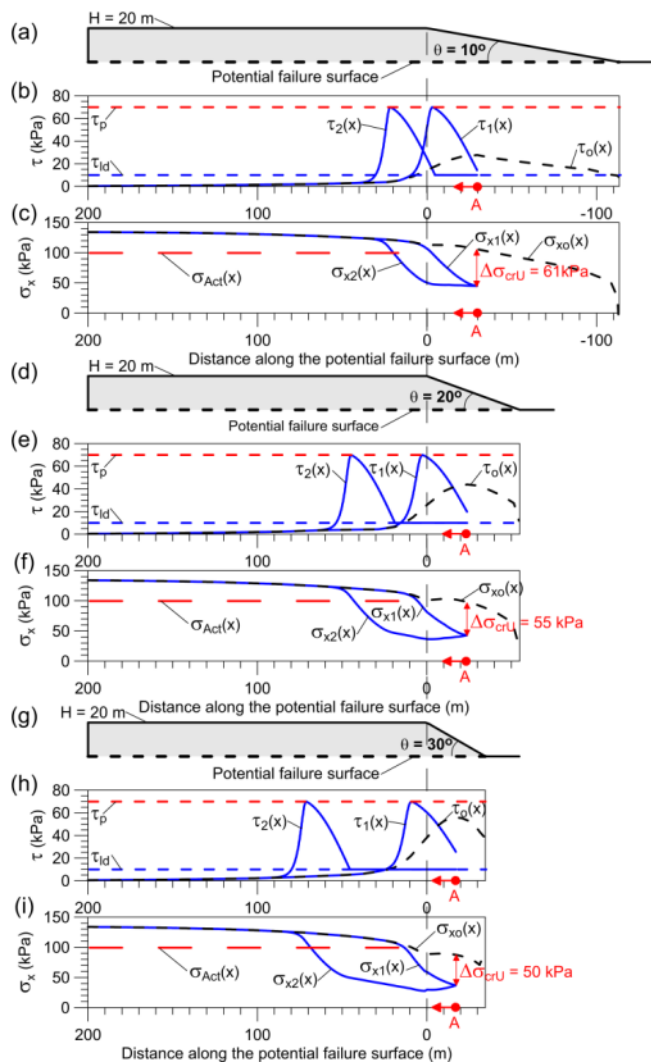 (a) H = 20 m
θ = 10º
Potential failure surface
(b) 80
60
40
20
0
τ (kPa)
τp
τld
τ2(x)
τ1(x)
τo(x)
A
200 100 0 -100
(c) 150
100
50
0
σx (kPa)
σAct(x)
σx2(x)
σx1(x)
σxo(x)
ΔσcrU = 61kPa
A
200 100 0 -100
Distance along the potential failure surface (m)
(d) H = 20 m
θ = 20º
Potential failure surface
(e) 80
60
40
20
0
τ (kPa)
τp
τld
τ2(x)
τ1(x)
τo(x)
A
200 100 0
(f) 150
100
50
0
σx (kPa)
σAct(x)
σx2(x)
σx1(x)
σxo(x)
ΔσcrU = 55 kPa
A
200 100 0
Distance along the potential failure surface (m)
(g) H = 20 m
θ = 30º
Potential failure surface
(h) 80
60
40
20
0
τ (kPa)
τp
τld
τ2(x)
τ1(x)
τo(x)
A
200 100 0
(i) 150
100
50
0
σx (kPa)
σAct(x)
σx2(x)
σx1(x)
σxo(x)
ΔσcrU = 50 kPa
A
200 100 0
Distance along the potential failure surface (m)